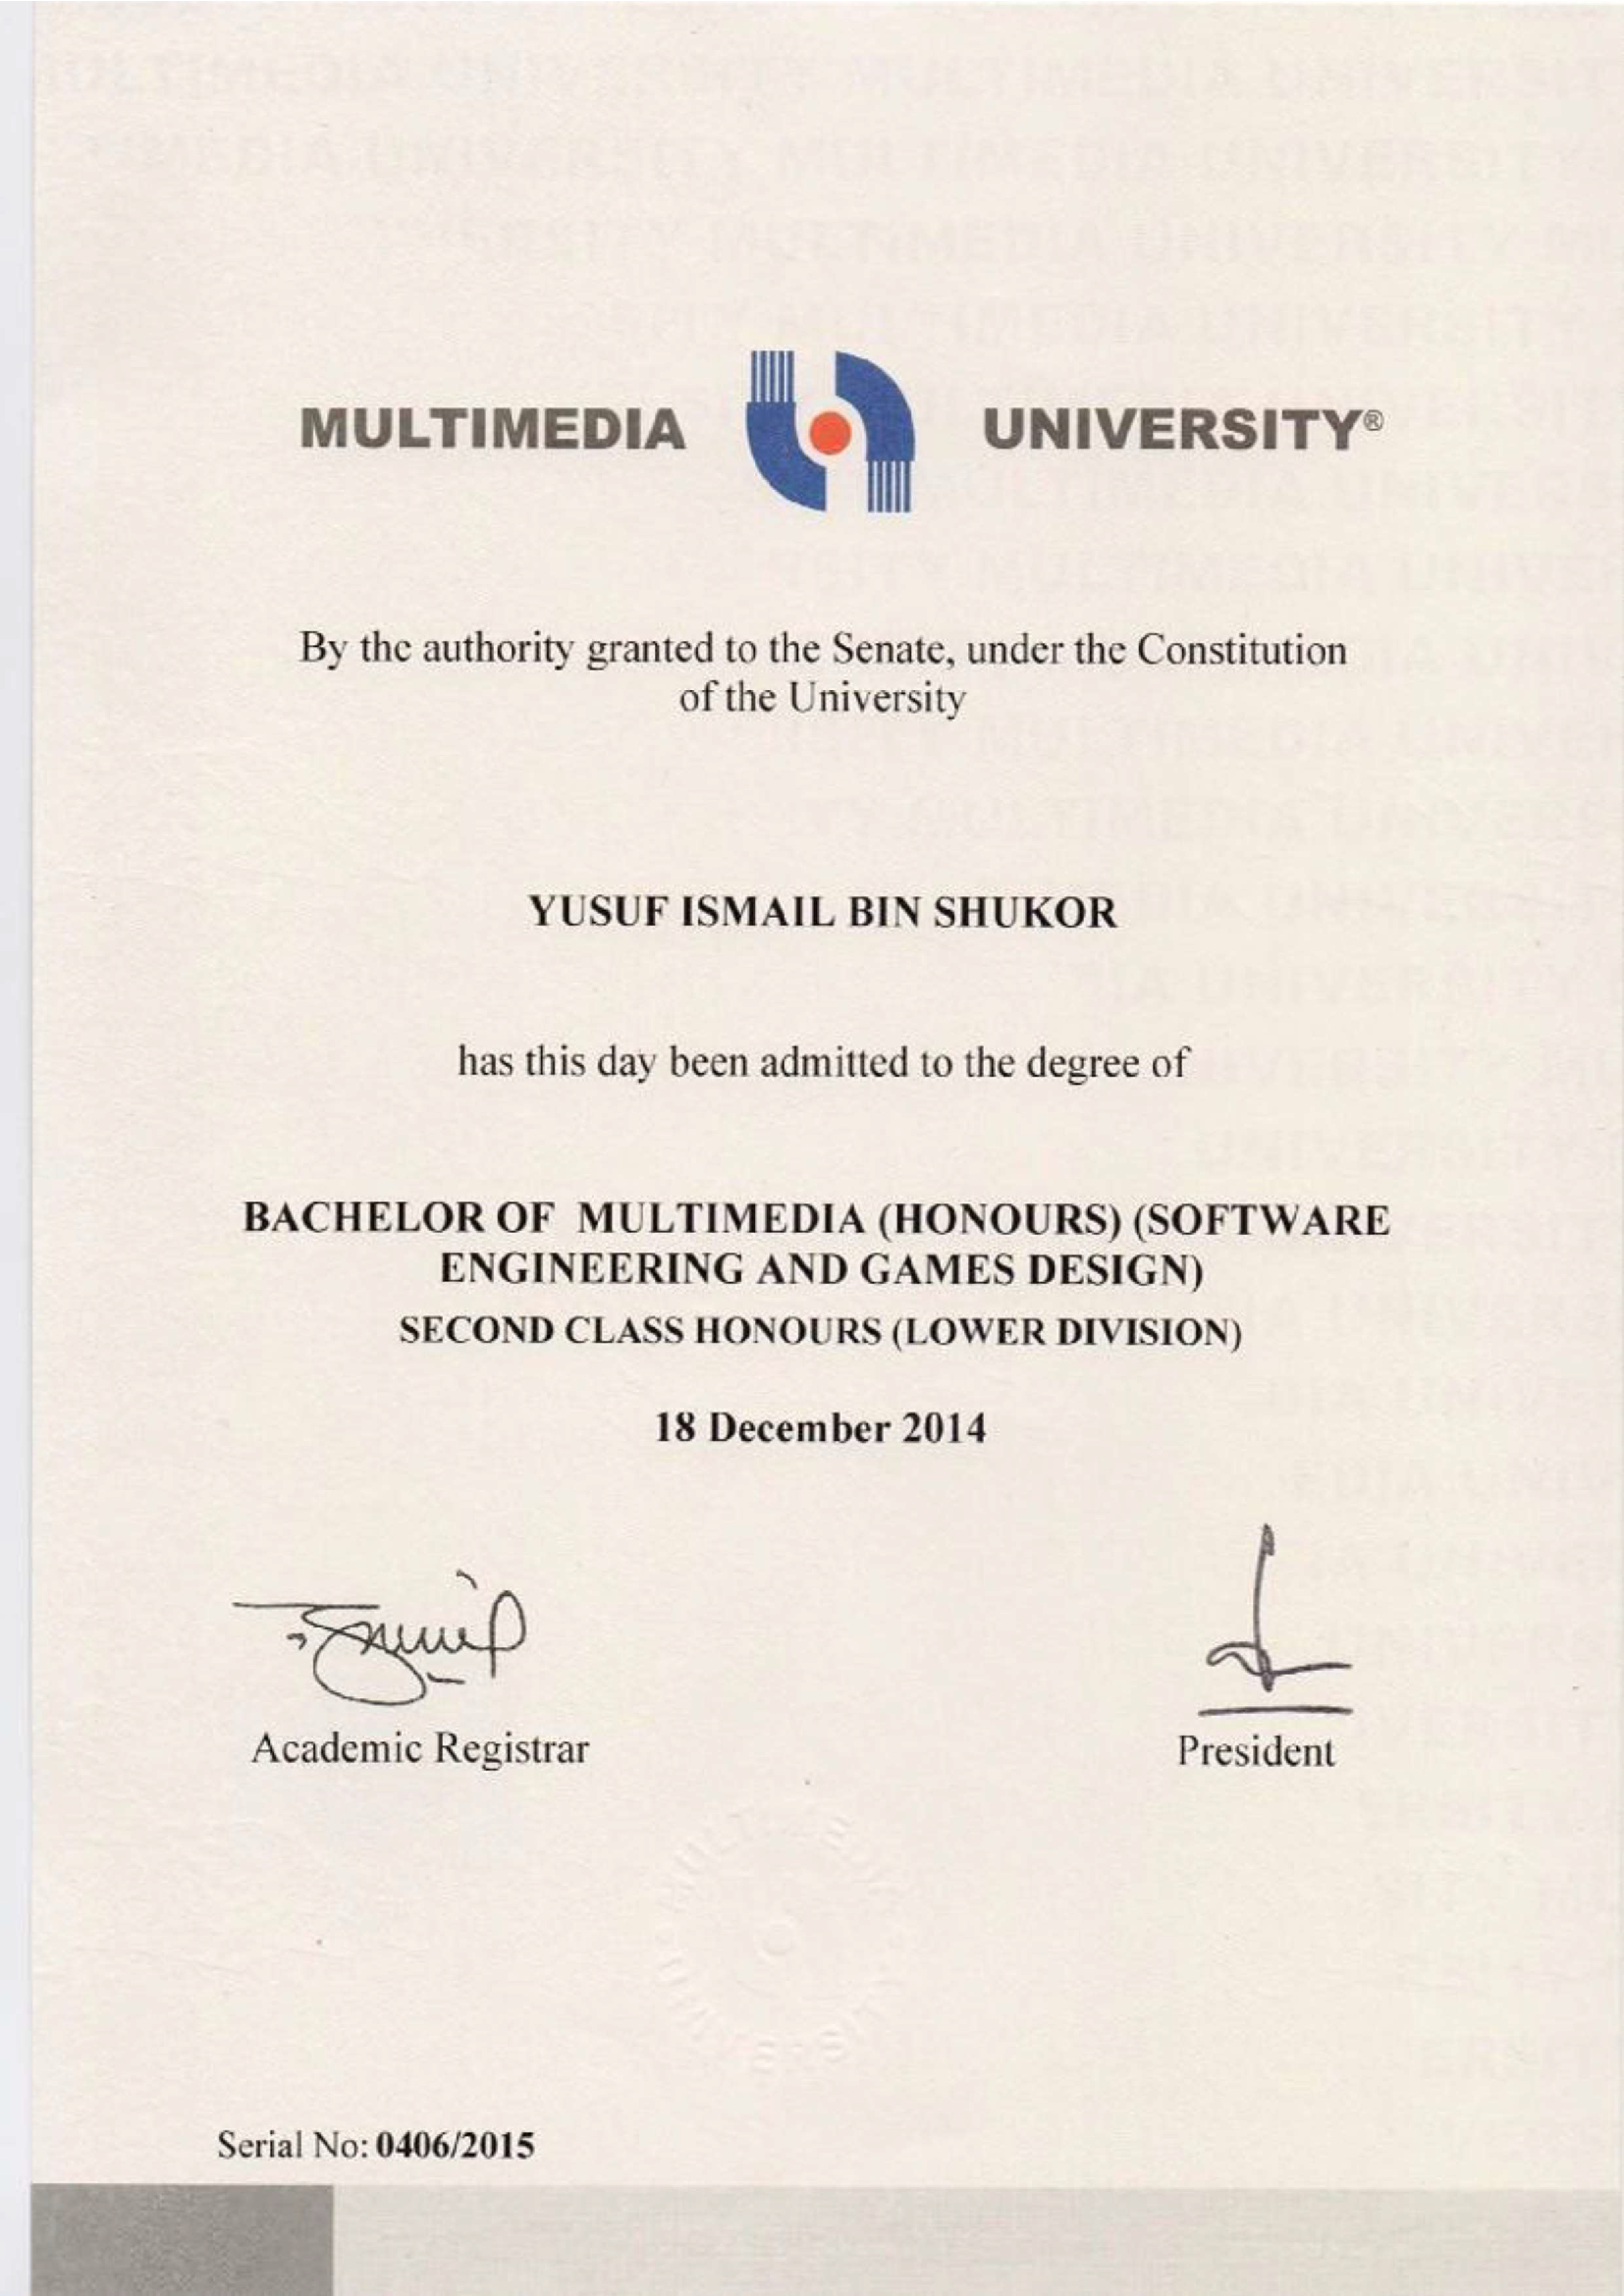 MULTIMEDIA UNIVERSITY®
By the authority granted to the Senate, under the Constitution
of the University
YUSUF ISMAIL BIN SHUKOR
has this day been admitted to the degree of
BACHELOR OF MULTIMEDIA (HONOURS) (SOFTWARE
ENGINEERING AND GAMES DESIGN)
SECOND CLASS HONOURS (LOWER DIVISION)
18 December 2014
Academic Registrar
President
MULTIMEDIA
UNIVERSITY
Serial No: 0406/2015